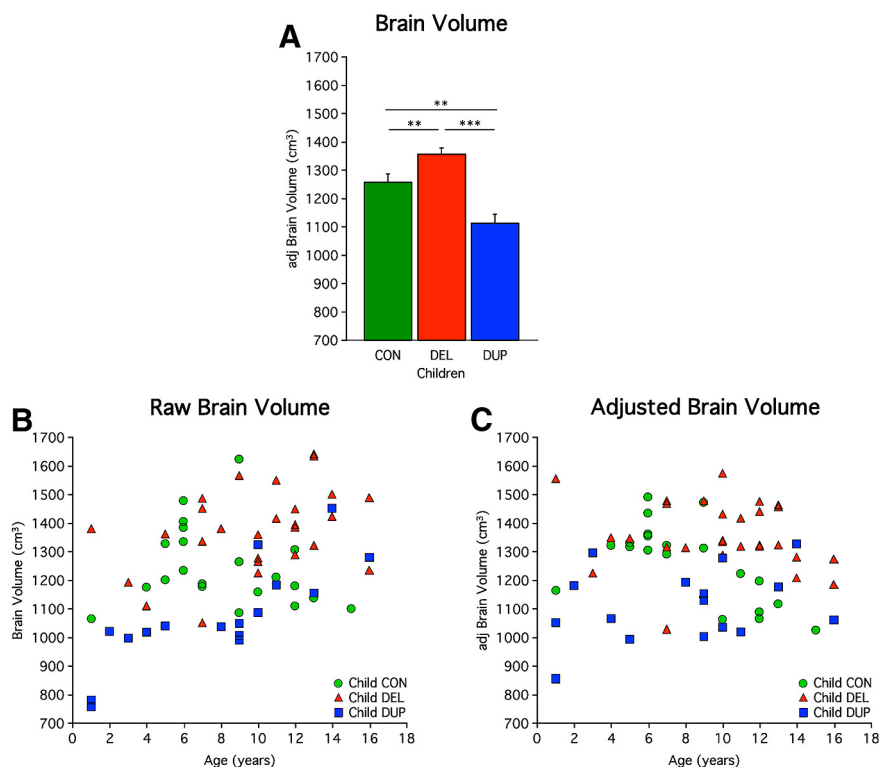 A
Brain Volume
1700
1600
1500
1400
1300
1200
1100
1000
900
800
700
adj Brain Volume (cm³)
**
**
***
CON DEL DUP
Children
B
Raw Brain Volume
1700
1600
1500
1400
1300
1200
1100
1000
900
800
700
Brain Volume (cm³)
Child CON
Child DEL
Child DUP
0 2 4 6 8 10 12 14 16 18
Age (years)
C
Adjusted Brain Volume
1700
1600
1500
1400
1300
1200
1100
1000
900
800
700
adj Brain Volume (cm³)
Child CON
Child DEL
Child DUP
0 2 4 6 8 10 12 14 16 18
Age (years)